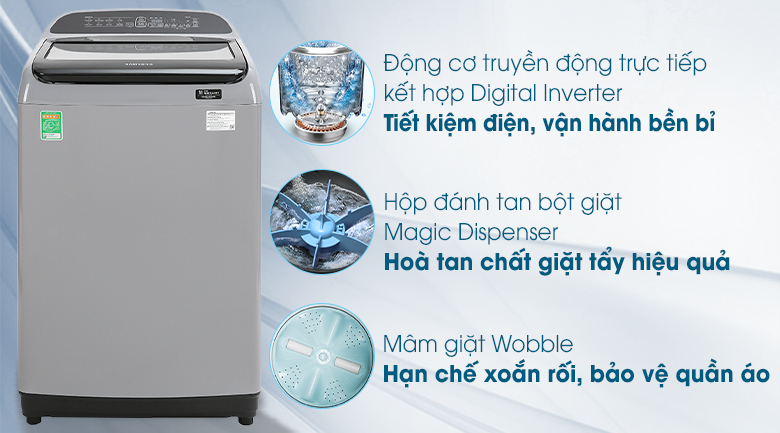 SAMSUNG
Động cơ truyền động trực tiếp
kết hợp Digital Inverter
Tiết kiệm điện, vận hành bền bỉ
Hộp đánh tan bột giặt
Magic Dispenser
Hoà tan chất giặt tẩy hiệu quả
Mâm giặt Wobble
Hạn chế xoắn rối, bảo vệ quần áo